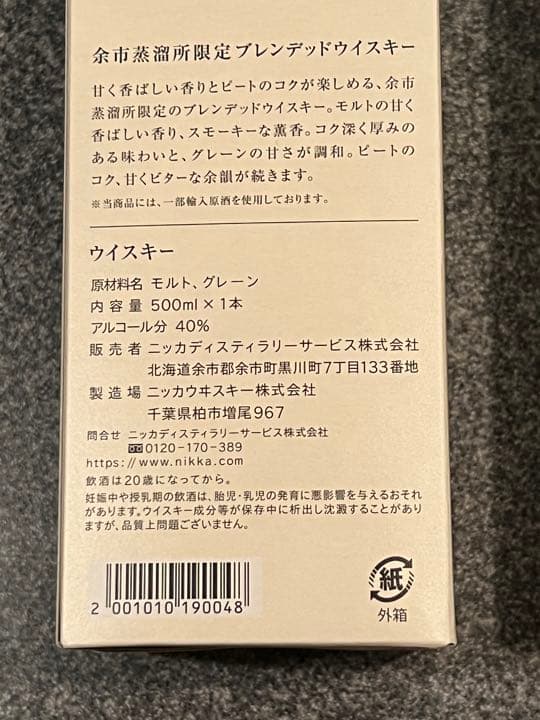 余市蒸溜所限定ブレンデッドウイスキー
甘く香ばしい香りとピートのコクが楽しめる、余市
蒸溜所限定のブレンデッドウイスキー。モルトの甘く
香ばしい香り、スモーキーな薫香。コク深く厚みの
ある味わいと、グレーンの甘さが調和。ピートの
コク、甘くビターな余韻が続きます。
※当商品には、一部輸入原酒を使用しております。
ウイスキー
原材料名 モルト、グレーン
内容量 500ml×1本
アルコール分 40%
販売者 ニッカディスティラリーサービス株式会社
北海道余市郡余市町黒川町7丁目133番地
製造場 ニッカウヰスキー株式会社
千葉県柏市増尾967
問合せ ニッカディスティラリーサービス株式会社
0120-170-389
https://www.nikka.com
飲酒は20歳になってから。
妊娠中や授乳期の飲酒は、胎児・乳児の発育に悪影響を与えるおそれ
があります。ウイスキー成分等が保存中に析出し沈澱することがあり
ますが、品質上問題ございません。
2 001010 190048
紙
外箱